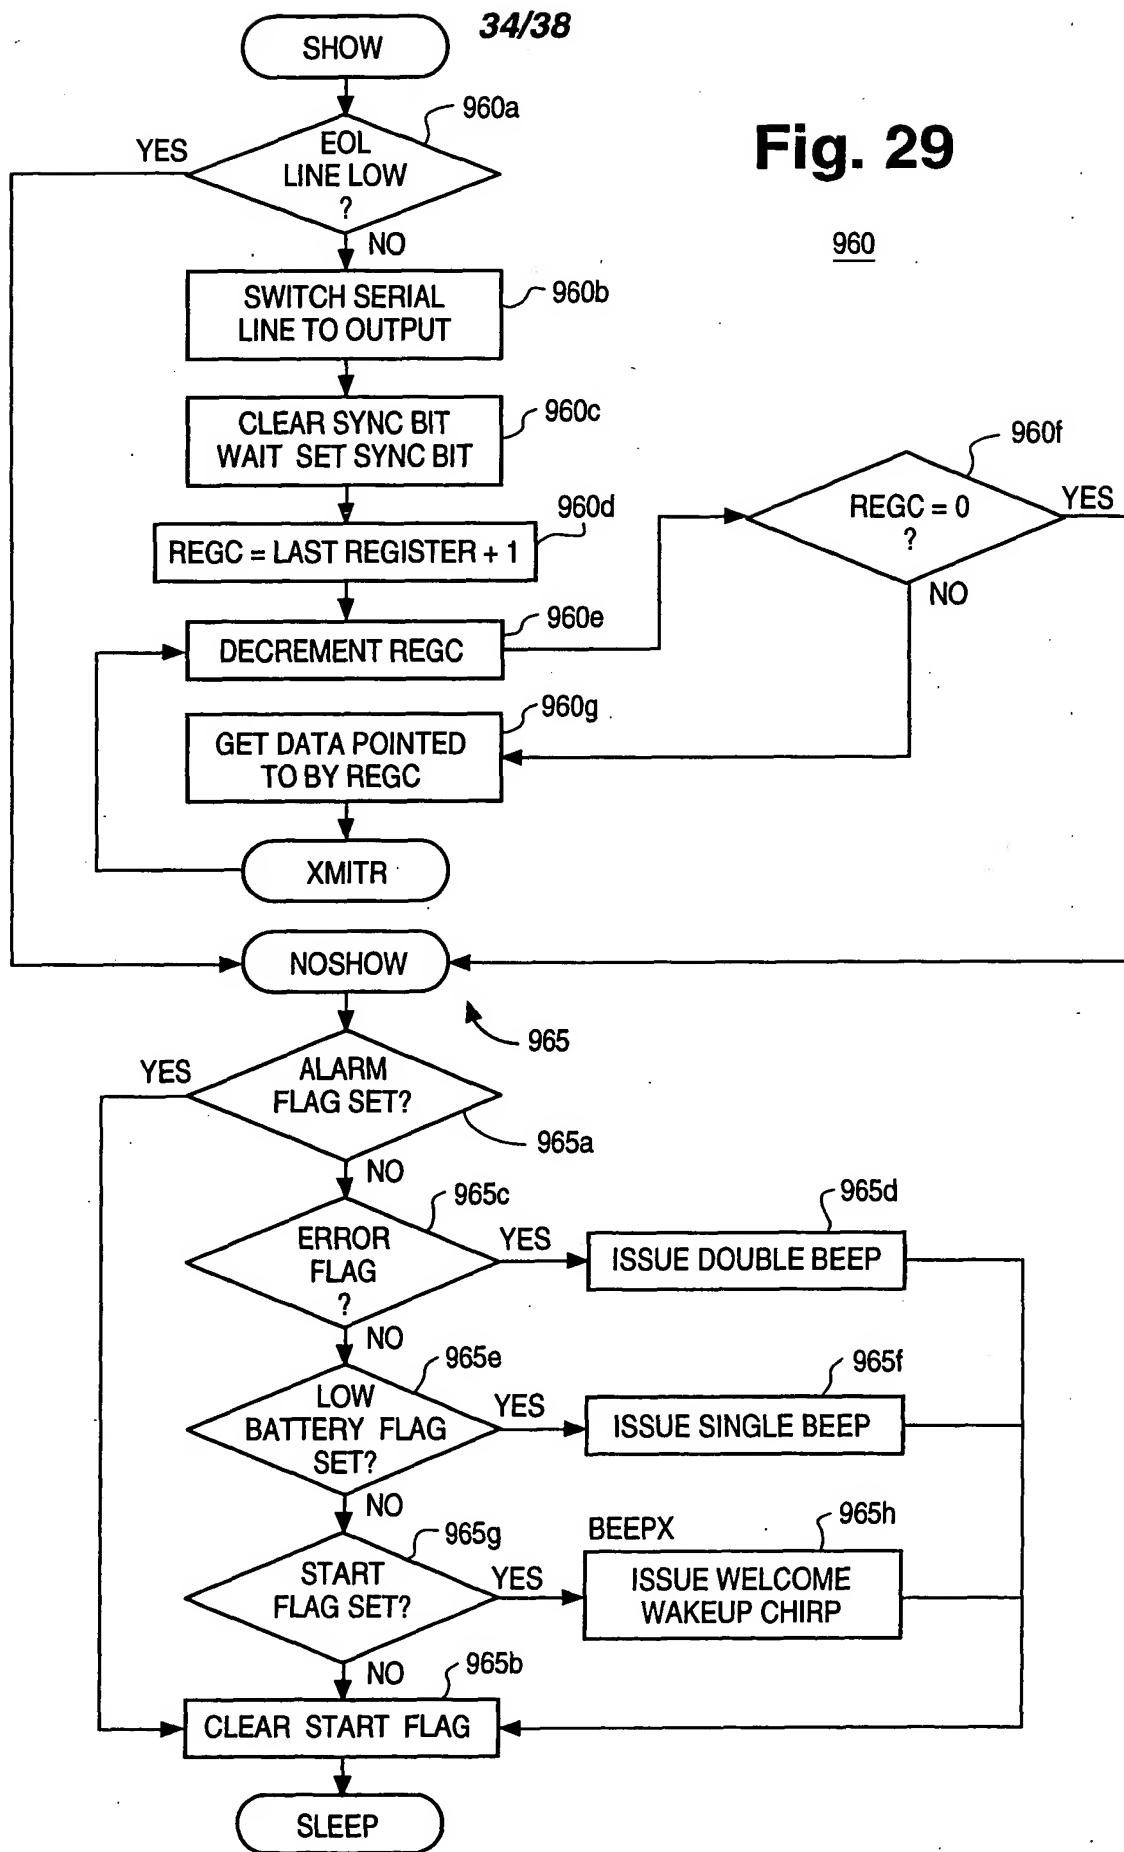 34/38
SHOW
Fig. 29
960
960a
YES
EOL
LINE LOW
?
NO
SWITCH SERIAL
LINE TO OUTPUT
960b
CLEAR SYNC BIT
WAIT SET SYNC BIT
960c
960f
REGC = 0
?
YES
NO
960d
REGC = LAST REGISTER + 1
960e
DECREMENT REGC
960g
GET DATA POINTED
TO BY REGC
XMITR
NOSHOW
965
YES
ALARM
FLAG SET?
965a
NO
965c
ERROR
FLAG
?
YES
965d
ISSUE DOUBLE BEEP
NO
965e
LOW
BATTERY FLAG
SET?
YES
965f
ISSUE SINGLE BEEP
NO
965g
START
FLAG SET?
YES
BEEPX
965h
ISSUE WELCOME
WAKEUP CHIRP
NO
965b
CLEAR START FLAG
SLEEP